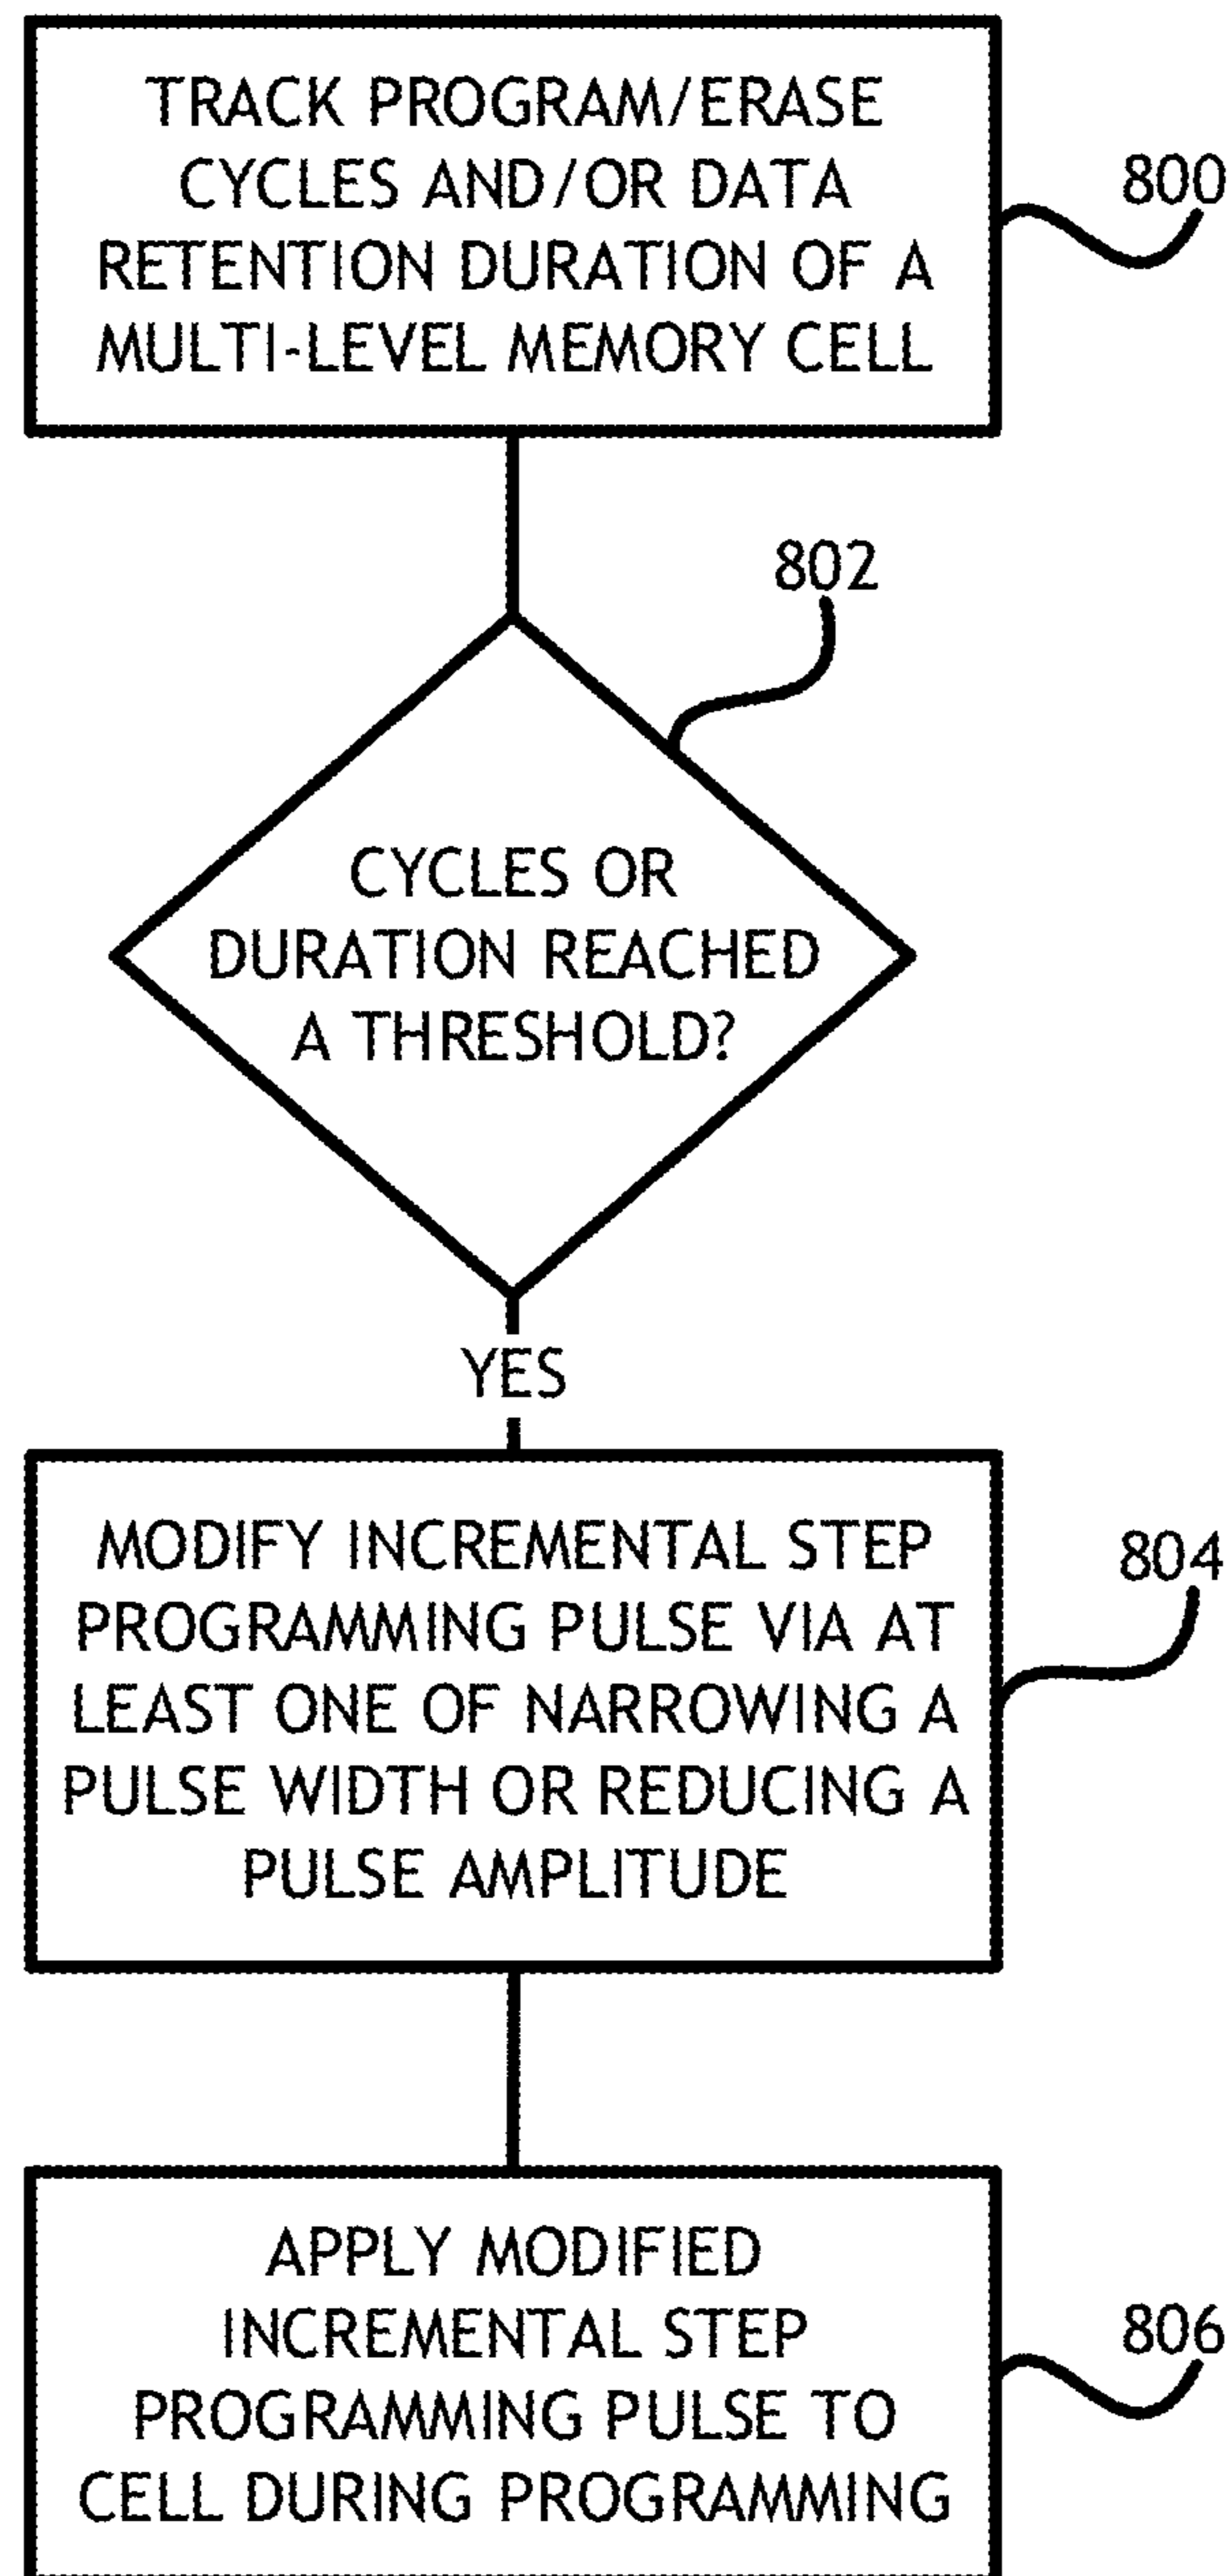 TRACK PROGRAM/ERASE
CYCLES AND/OR DATA
RETENTION DURATION OF A
MULTI-LEVEL MEMORY CELL
800
802
CYCLES OR
DURATION REACHED
A THRESHOLD?
YES
MODIFY INCREMENTAL STEP
PROGRAMMING PULSE VIA AT
LEAST ONE OF NARROWING A
PULSE WIDTH OR REDUCING A
PULSE AMPLITUDE
804
APPLY MODIFIED
INCREMENTAL STEP
PROGRAMMING PULSE TO
CELL DURING PROGRAMMING
806